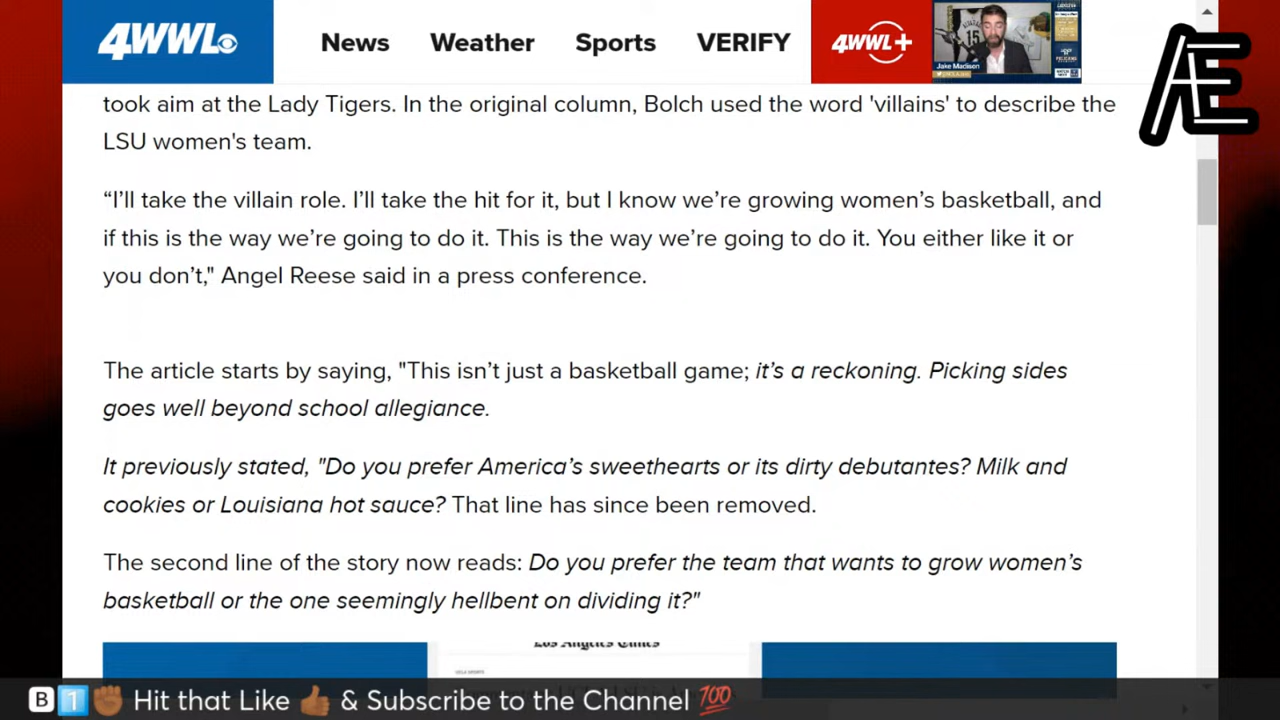 4WWL
News Weather Sports VERIFY
4WWL+
15
Jake Madison
AE
took aim at the Lady Tigers. In the original column, Bolch used the word 'villains' to describe the
LSU women's team.
“I’ll take the villain role. I’ll take the hit for it, but I know we’re growing women’s basketball, and
if this is the way we’re going to do it. This is the way we’re going to do it. You either like it or
you don’t," Angel Reese said in a press conference.
The article starts by saying, "This isn’t just a basketball game; it’s a reckoning. Picking sides
goes well beyond school allegiance.
It previously stated, "Do you prefer America’s sweethearts or its dirty debutantes? Milk and
cookies or Louisiana hot sauce? That line has since been removed.
The second line of the story now reads: Do you prefer the team that wants to grow women’s
basketball or the one seemingly hellbent on dividing it?"
Los Angeles Times
B 1 Hit that Like & Subscribe to the Channel 100